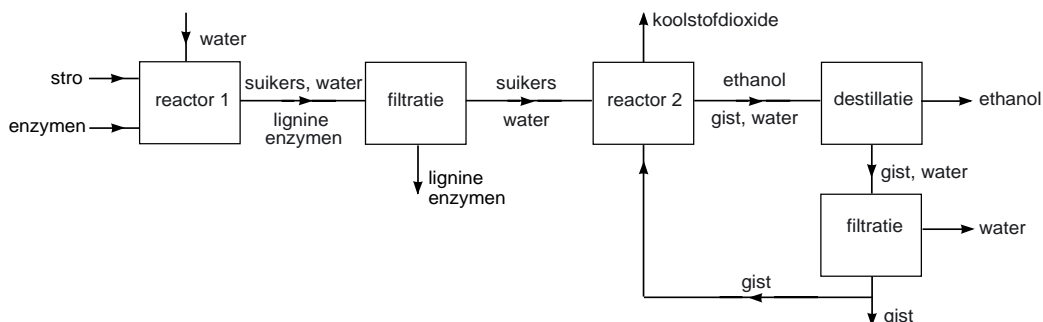 water
stro
enzymen
reactor 1
suikers, water
lignine
enzymen
filtratie
lignine
enzymen
suikers
water
koolstofdioxide
reactor 2
ethanol
gist, water
destillatie
ethanol
gist, water
filtratie
water
gist
gist